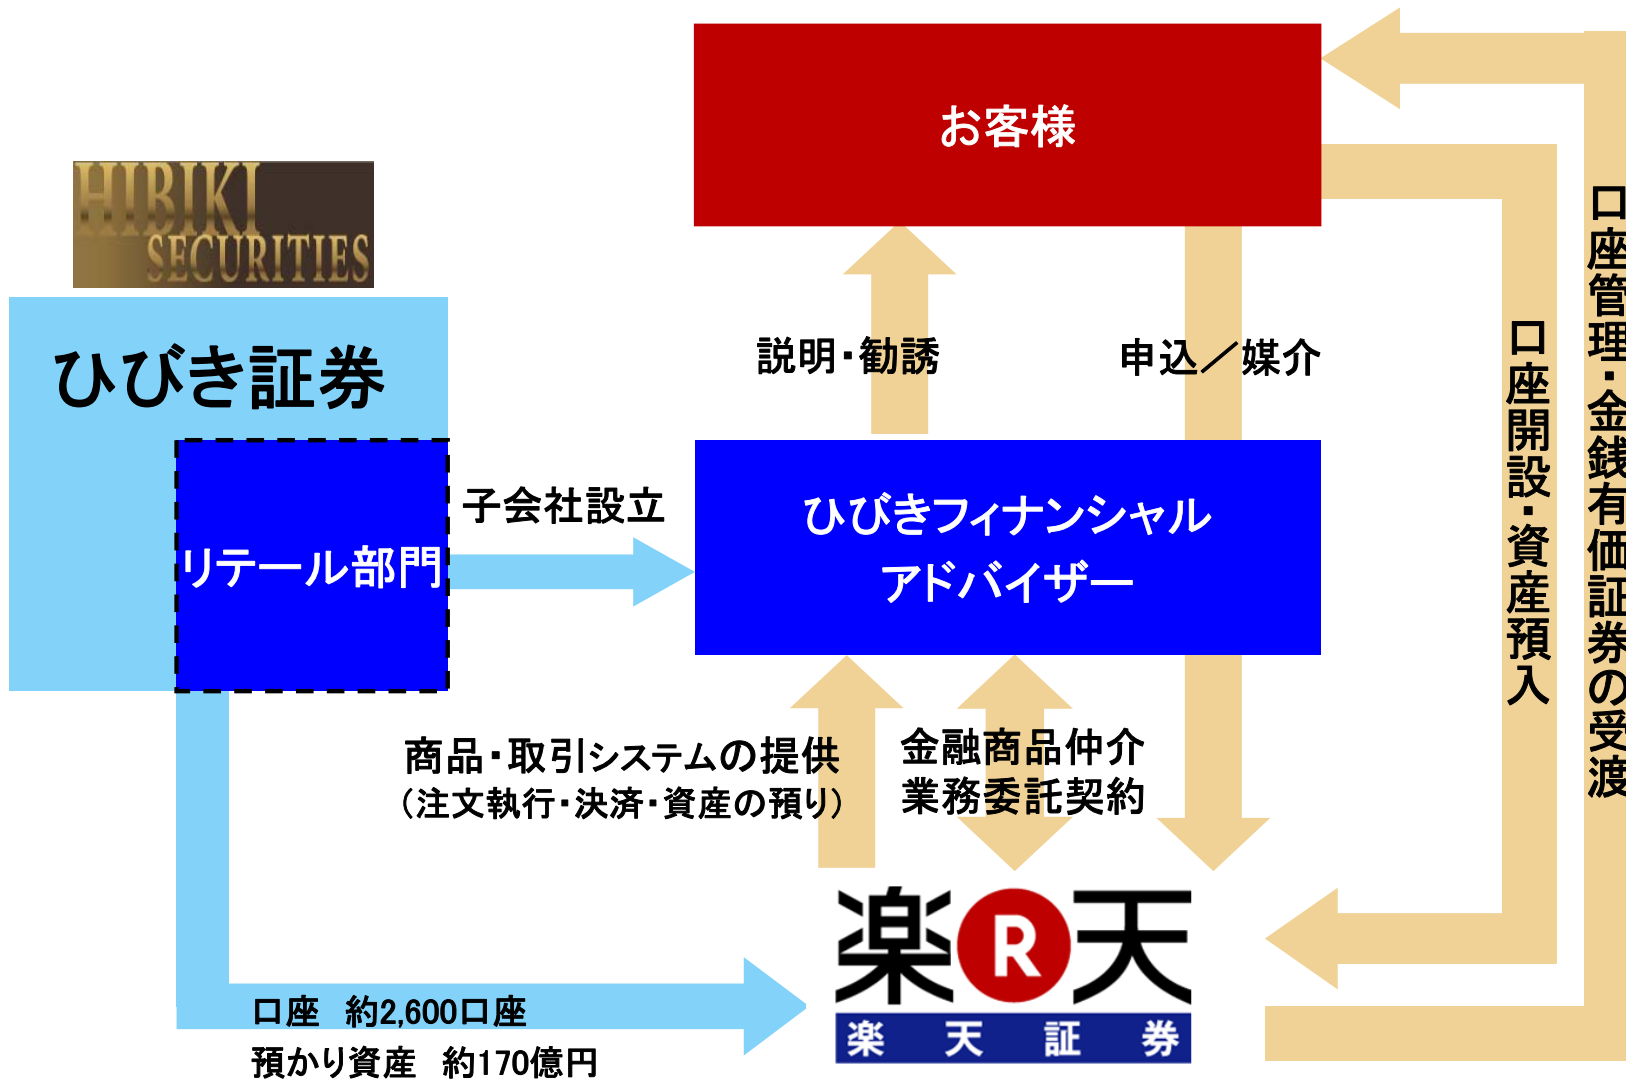 お客様
HIBIKI
SECURITIES
ひびき証券
リテール部門
子会社設立
説明・勧誘
申込／媒介
ひびきフィナンシャル
アドバイザー
商品・取引システムの提供
（注文執行・決済・資産の預り）
金融商品仲介
業務委託契約
口座開設・資産預入
口座管理・金銭有価証券の受渡
楽R天
楽天証券
口座　約2,600口座
預かり資産　約170億円